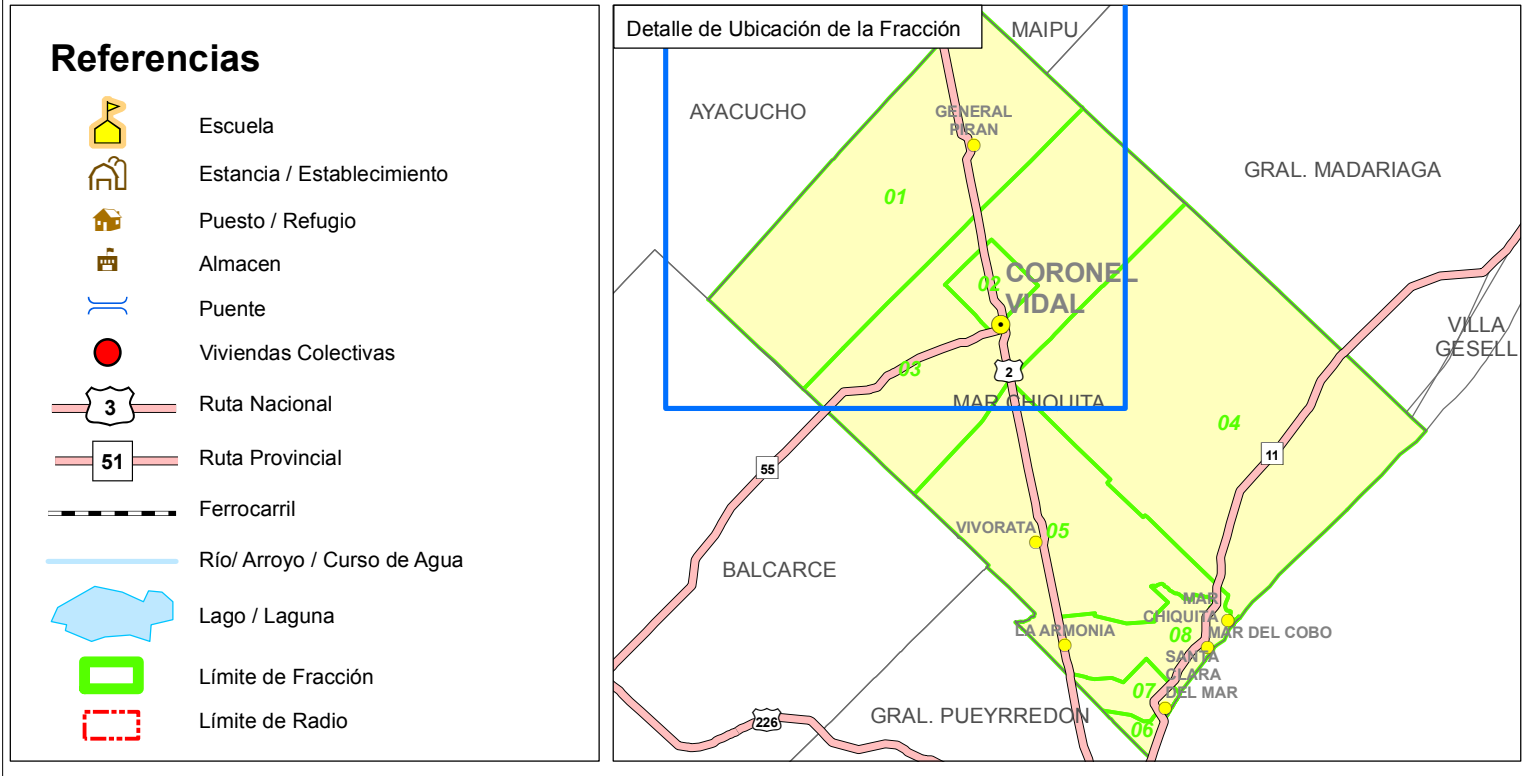 Referencias
Escuela
Estancia / Establecimiento
Puesto / Refugio
Almacen
Puente
Viviendas Colectivas
3
Ruta Nacional
51
Ruta Provincial
Ferrocarril
Río/ Arroyo / Curso de Agua
Lago / Laguna
Límite de Fracción
Límite de Radio
Detalle de Ubicación de la Fracción
MAIPU
AYACUCHO
GENERAL
PIRAN
GRAL. MADARIAGA
01
CORONEL
VIDAL
02
VILLA
GESELL
03
2
MAR CHIQUITA
04
11
55
VIVORATA
05
BALCARCE
MAR
CHIQUITA
LA ARMONIA
08
MAR DEL COBO
SANTA
CLARA
DEL MAR
07
GRAL. PUEYRREDON
226
06